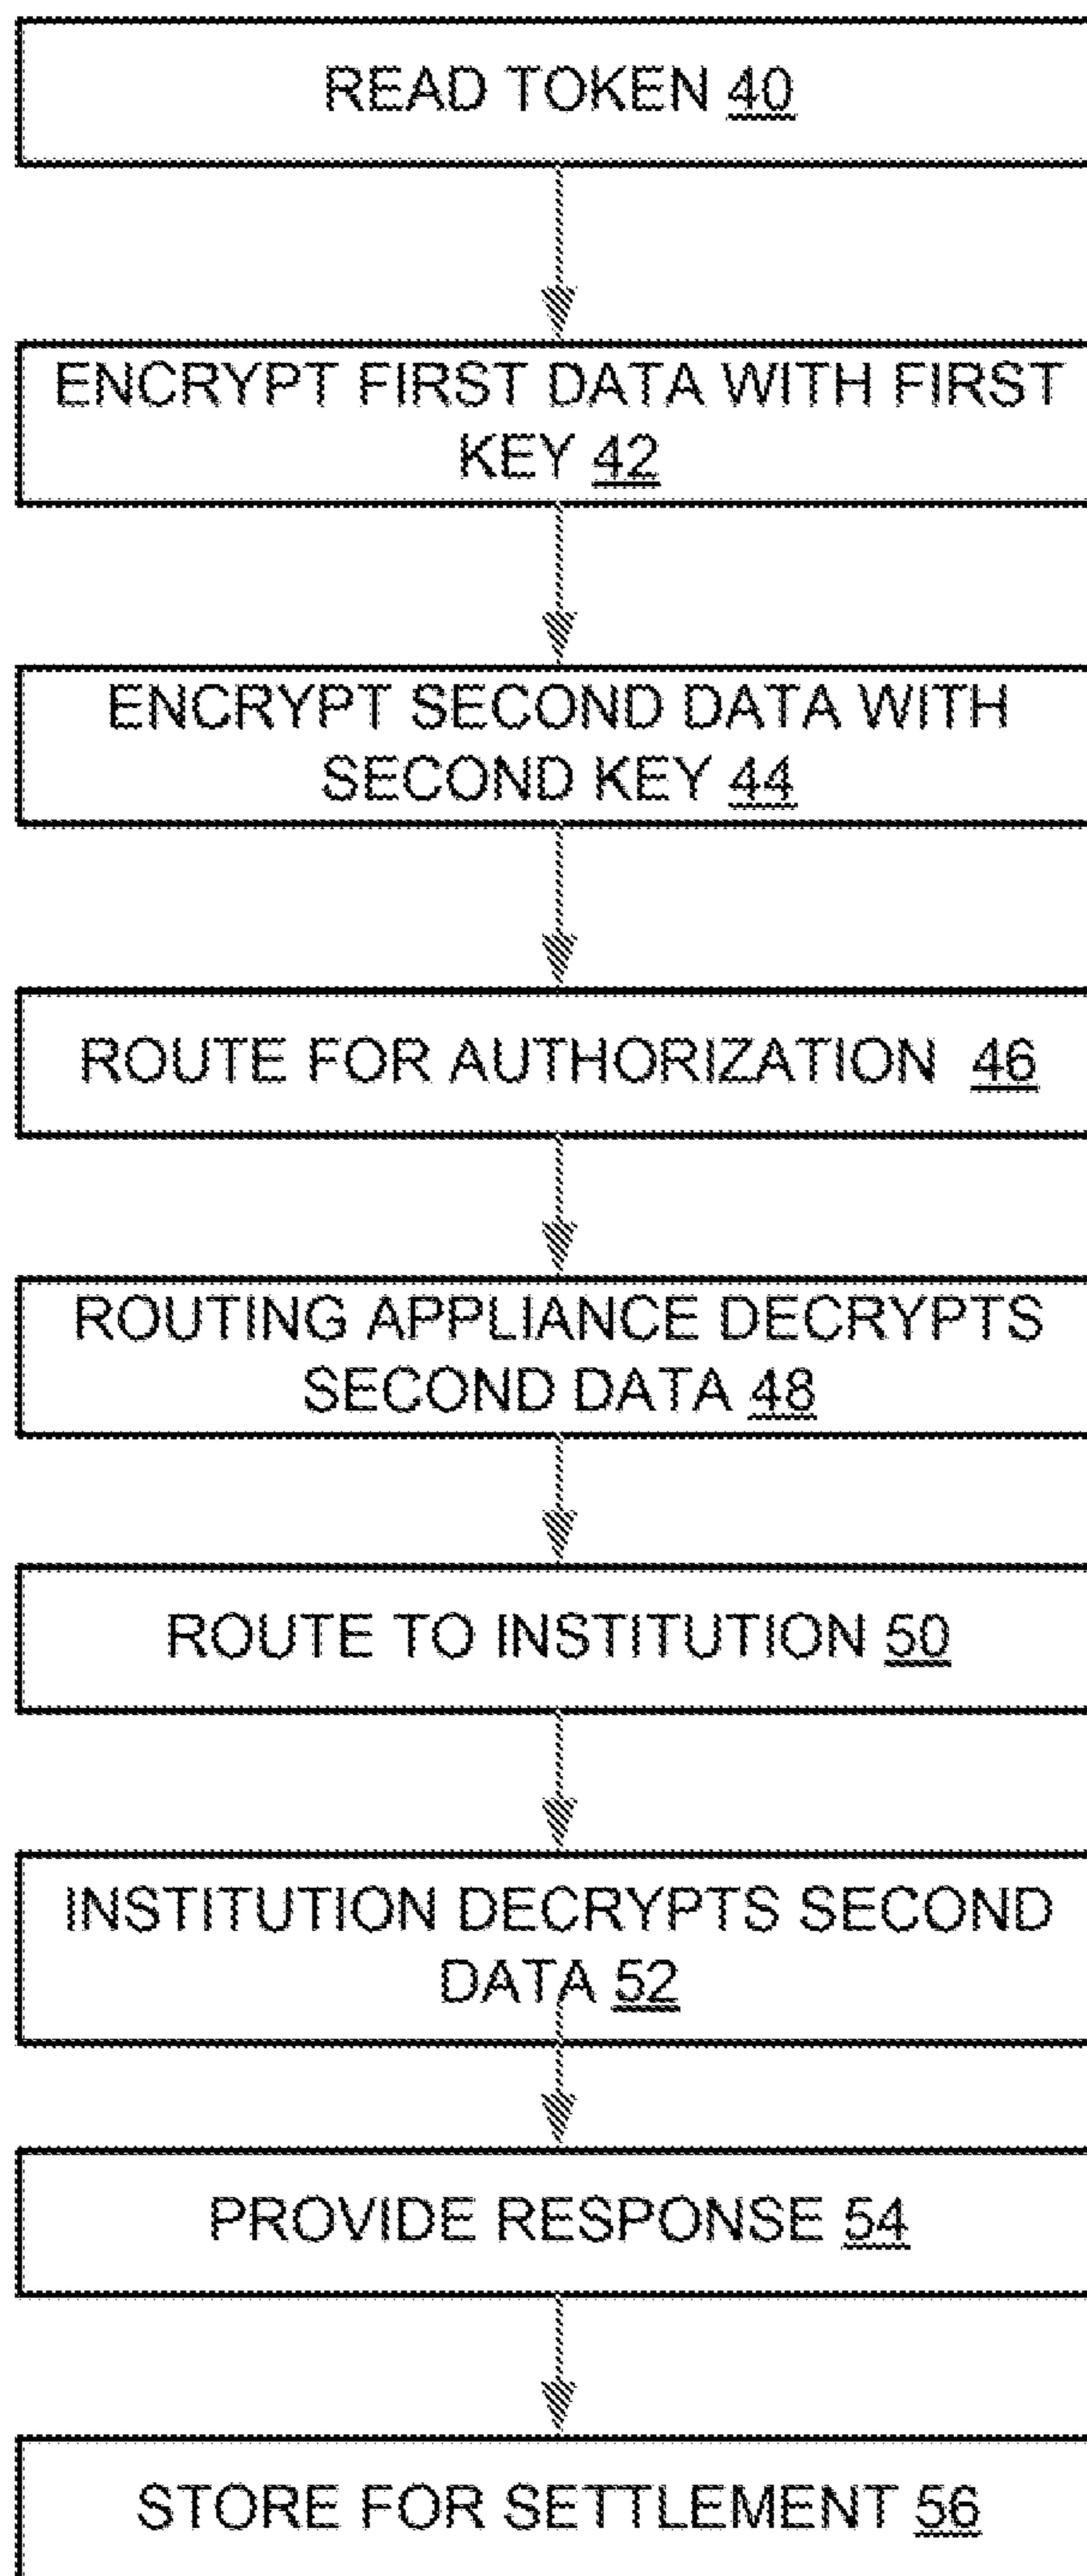 READ TOKEN 40
ENCRYPT FIRST DATA WITH FIRST
KEY 42
ENCRYPT SECOND DATA WITH
SECOND KEY 44
ROUTE FOR AUTHORIZATION 46
ROUTING APPLIANCE DECRYPTS
SECOND DATA 48
ROUTE TO INSTITUTION 50
INSTITUTION DECRYPTS SECOND
DATA 52
PROVIDE RESPONSE 54
STORE FOR SETTLEMENT 56